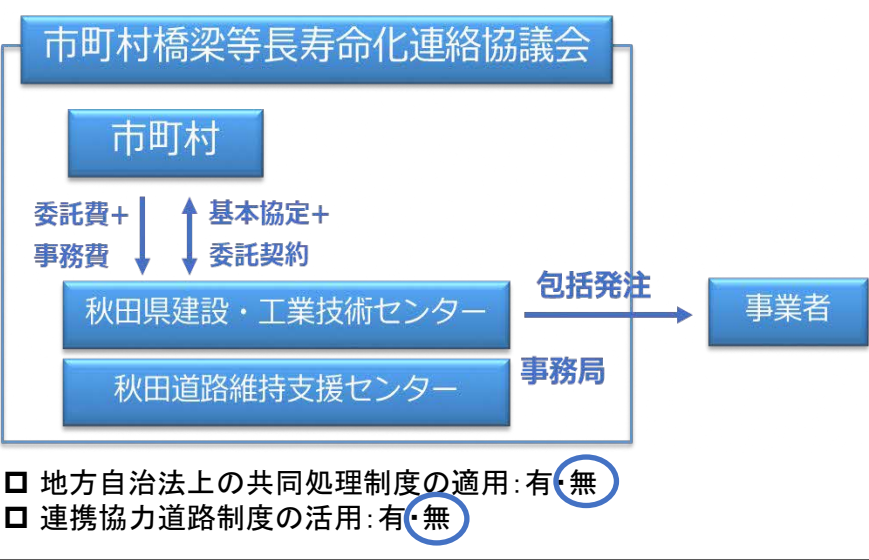 市町村橋梁等長寿命化連絡協議会
市町村
委託費+
事務費
基本協定+
委託契約
秋田県建設・工業技術センター
包括発注
事業者
秋田道路維持支援センター
事務局
地方自治法上の共同処理制度の適用:有・無
連携協力道路制度の活用:有・無